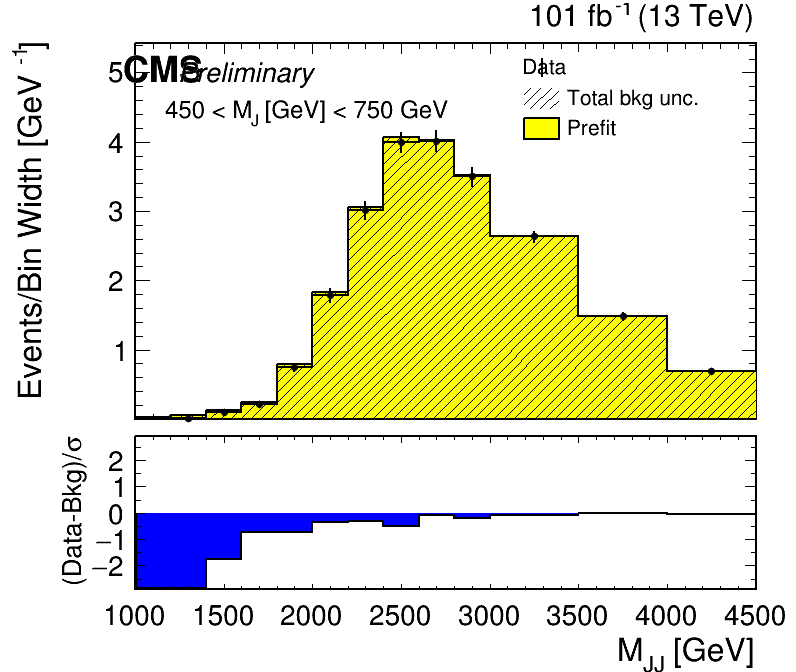 101 fb-1 (13 TeV)
CMS Preliminary
450 < MJ [GeV] < 750 GeV
Data
Total bkg unc.
Prefit
Events/Bin Width [GeV-1]
5
4
3
2
1
(Data-Bkg)/σ
2
1
0
−1
−2
1000 1500 2000 2500 3000 3500 4000 4500
MJJ [GeV]